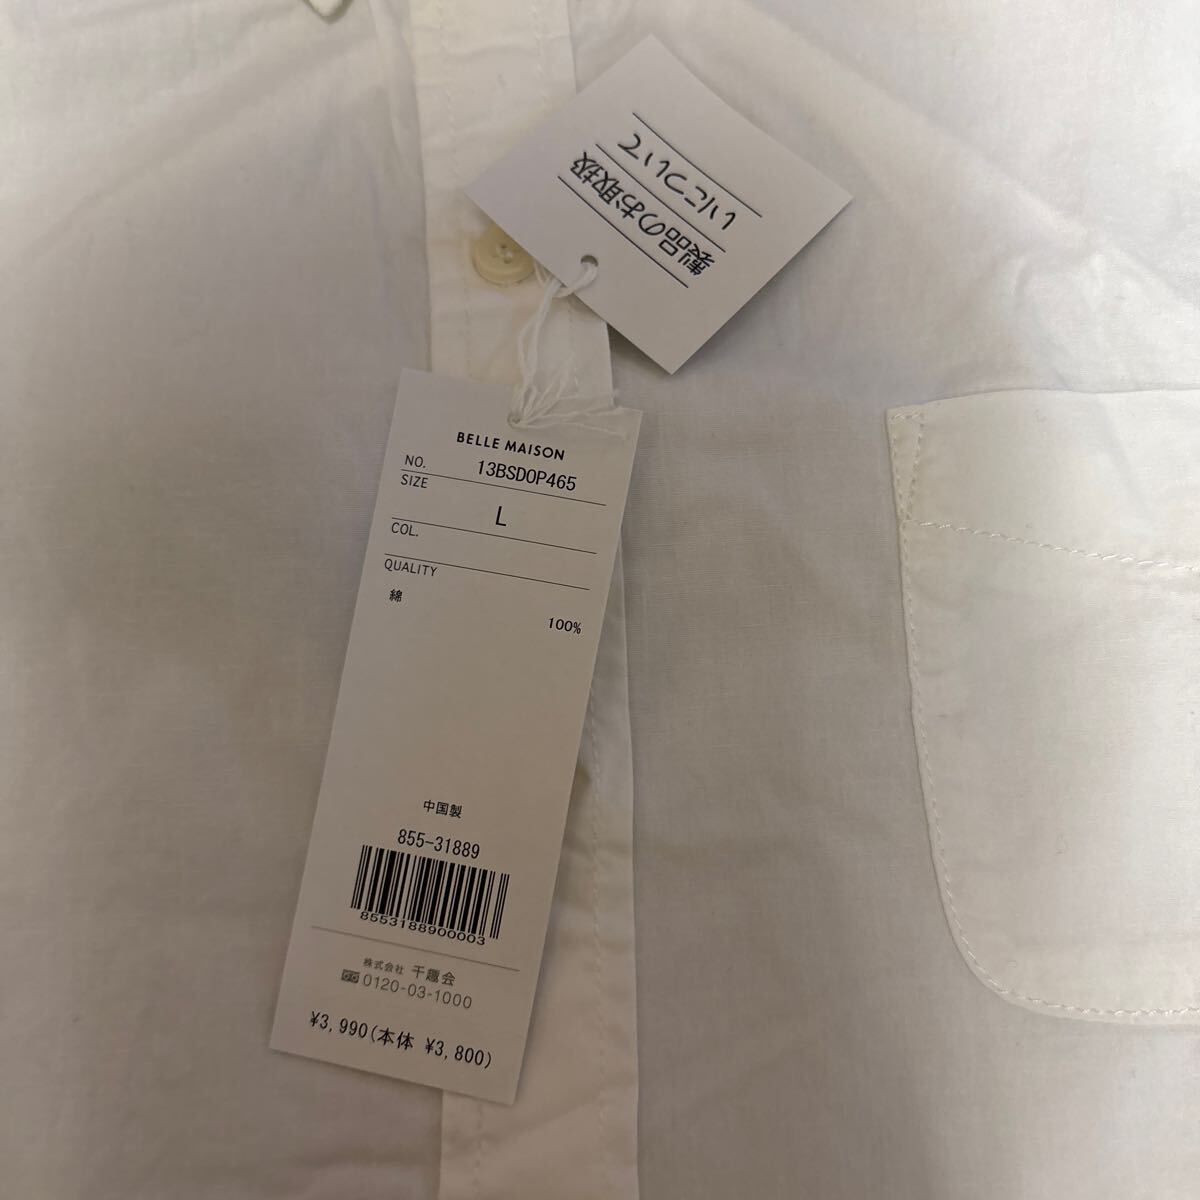 製品のお取扱
いについて
BELLE MAISON
NO. 13BSDOP465
SIZE
L
COL.
QUALITY
綿
100%
中国製
855-31889
8553188900003
株式会社 千趣会
0120-03-1000
¥3,990(本体 ¥3,800)